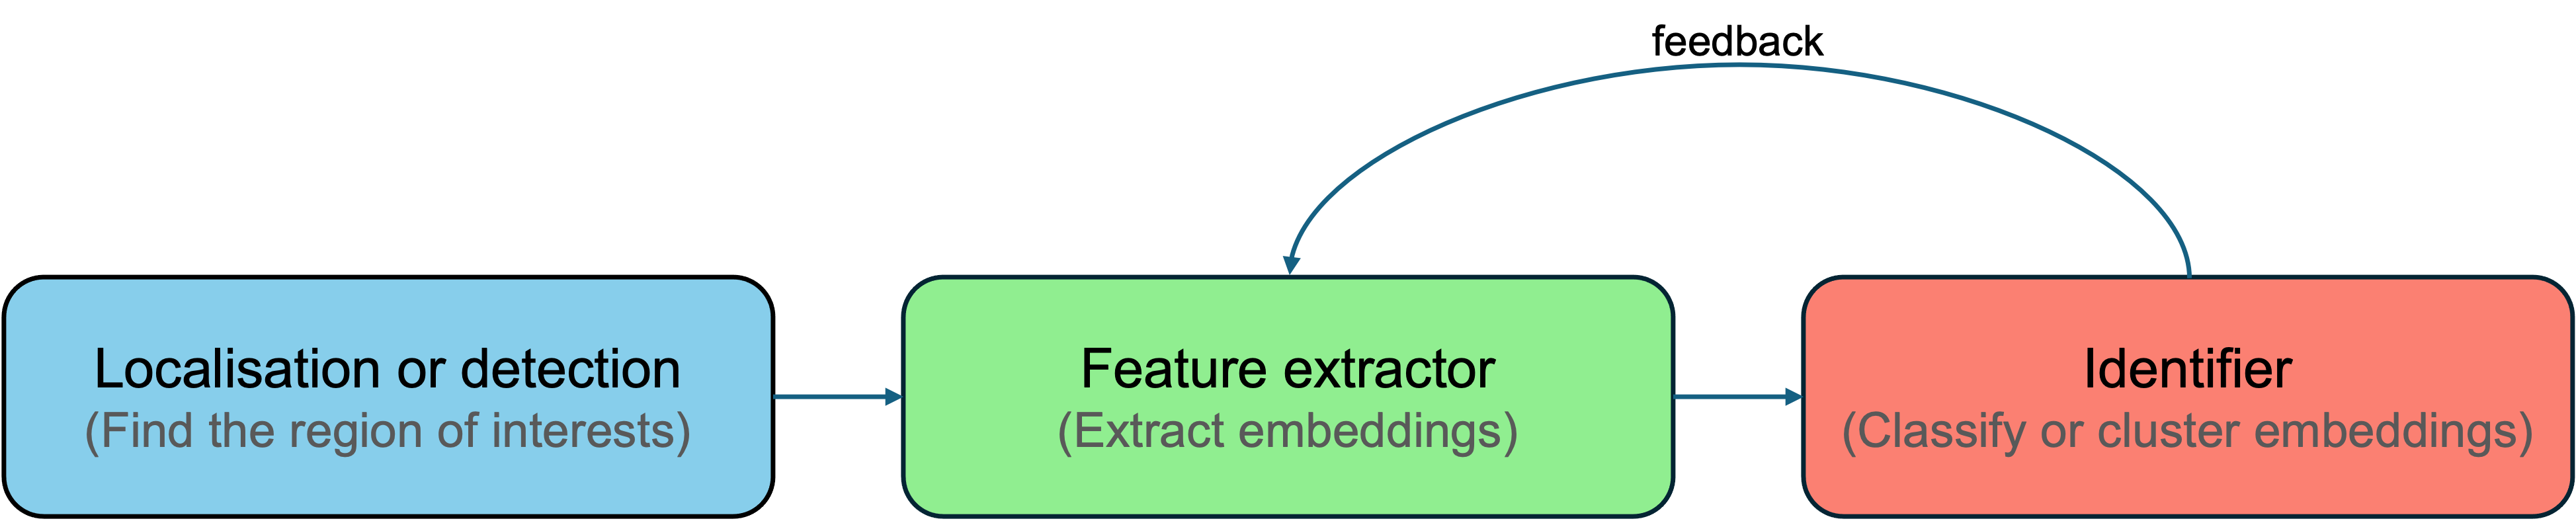 feedback
Localisation or detection
(Find the region of interests)
Feature extractor
(Extract embeddings)
Identifier
(Classify or cluster embeddings)